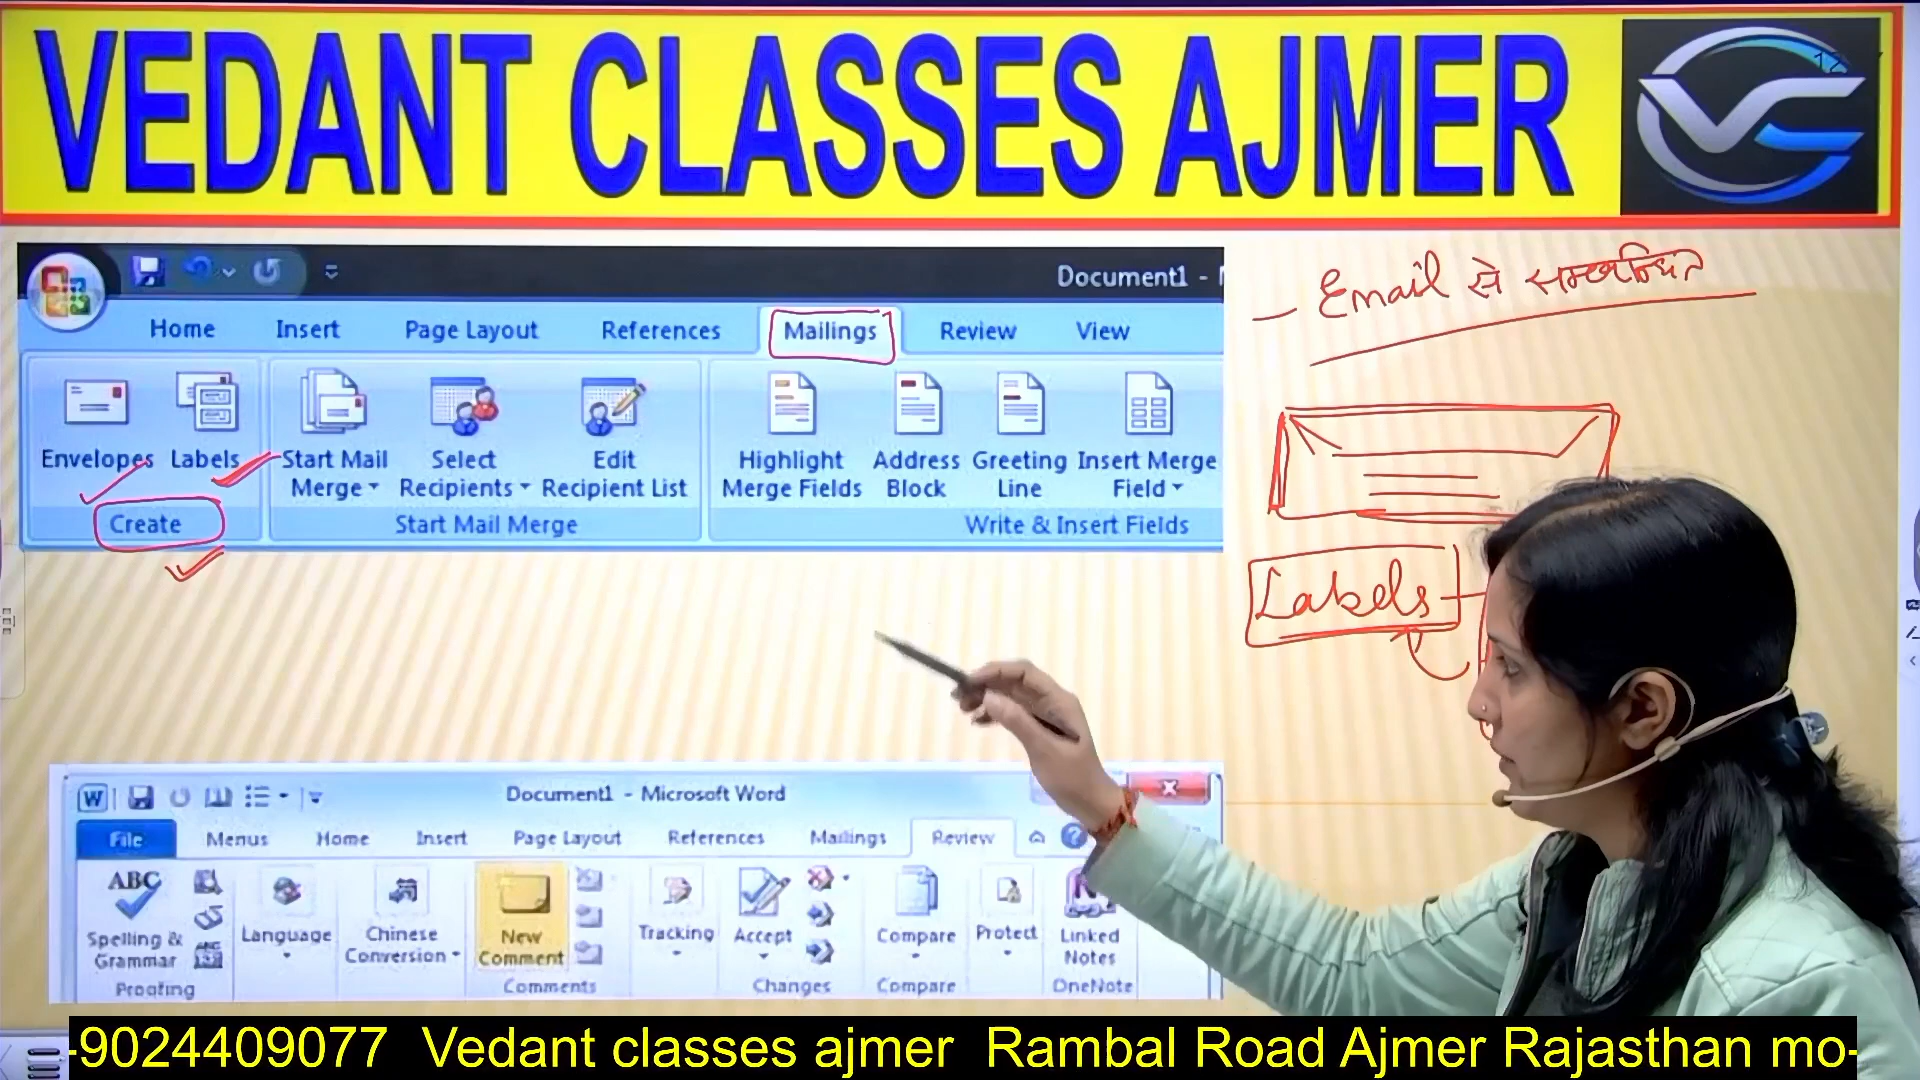 VEDANT CLASSES AJMER
VC
Document1 -
Home Insert Page Layout References Mailings Review View
Envelopes Labels Start Mail Merge Select Recipients Edit Recipient List Highlight Merge Fields Address Block Greeting Line Insert Merge Field
Create Start Mail Merge Write & Insert Fields
- Email से सम्बन्धित
Labels
Document1 - Microsoft Word
File Menus Home Insert Page Layout References Mailings Review
ABC Spelling & Grammar Language Chinese Conversion New Comment Tracking Accept Compare Protect Linked Notes
Proofing Comments Changes Compare OneNote
-9024409077 Vedant classes ajmer Rambal Road Ajmer Rajasthan mo-